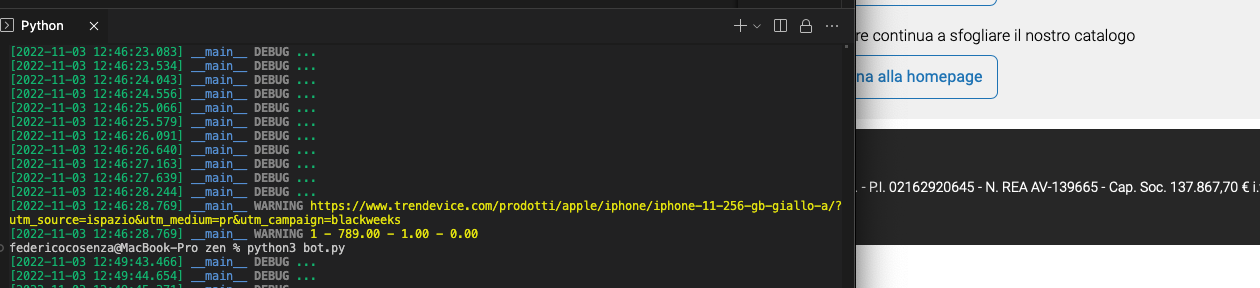 Python
[2022-11-03 12:46:23.083] __main__ DEBUG ...
[2022-11-03 12:46:23.534] __main__ DEBUG ...
[2022-11-03 12:46:24.043] __main__ DEBUG ...
[2022-11-03 12:46:24.556] __main__ DEBUG ...
[2022-11-03 12:46:25.066] __main__ DEBUG ...
[2022-11-03 12:46:25.579] __main__ DEBUG ...
[2022-11-03 12:46:26.091] __main__ DEBUG ...
[2022-11-03 12:46:26.640] __main__ DEBUG ...
[2022-11-03 12:46:27.163] __main__ DEBUG ...
[2022-11-03 12:46:27.639] __main__ DEBUG ...
[2022-11-03 12:46:28.244] __main__ DEBUG ...
[2022-11-03 12:46:28.769] __main__ WARNING https://www.trendevice.com/prodotti/apple/iphone/iphone-11-256-gb-giallo-a/?
utm_source=ispazio&utm_medium=pr&utm_campaign=blackweeks
[2022-11-03 12:46:28.769] __main__ WARNING 1 - 789.00 - 1.00 - 0.00
federicocosenza@MacBook-Pro zen % python3 bot.py
[2022-11-03 12:49:43.466] __main__ DEBUG ...
[2022-11-03 12:49:44.654] __main__ DEBUG ...
re continua a sfogliare il nostro catalogo
na alla homepage
. - P.I. 02162920645 - N. REA AV-139665 - Cap. Soc. 137.867,70 € i.